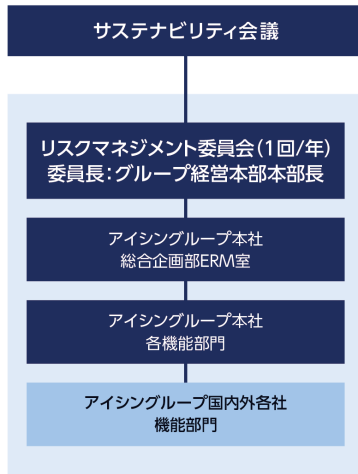 サステナビリティ会議
リスクマネジメント委員会(1回/年)
委員長:グループ経営本部本部長
アイシングループ本社
総合企画部ERM室
アイシングループ本社
各機能部門
アイシングループ国内外各社
機能部門